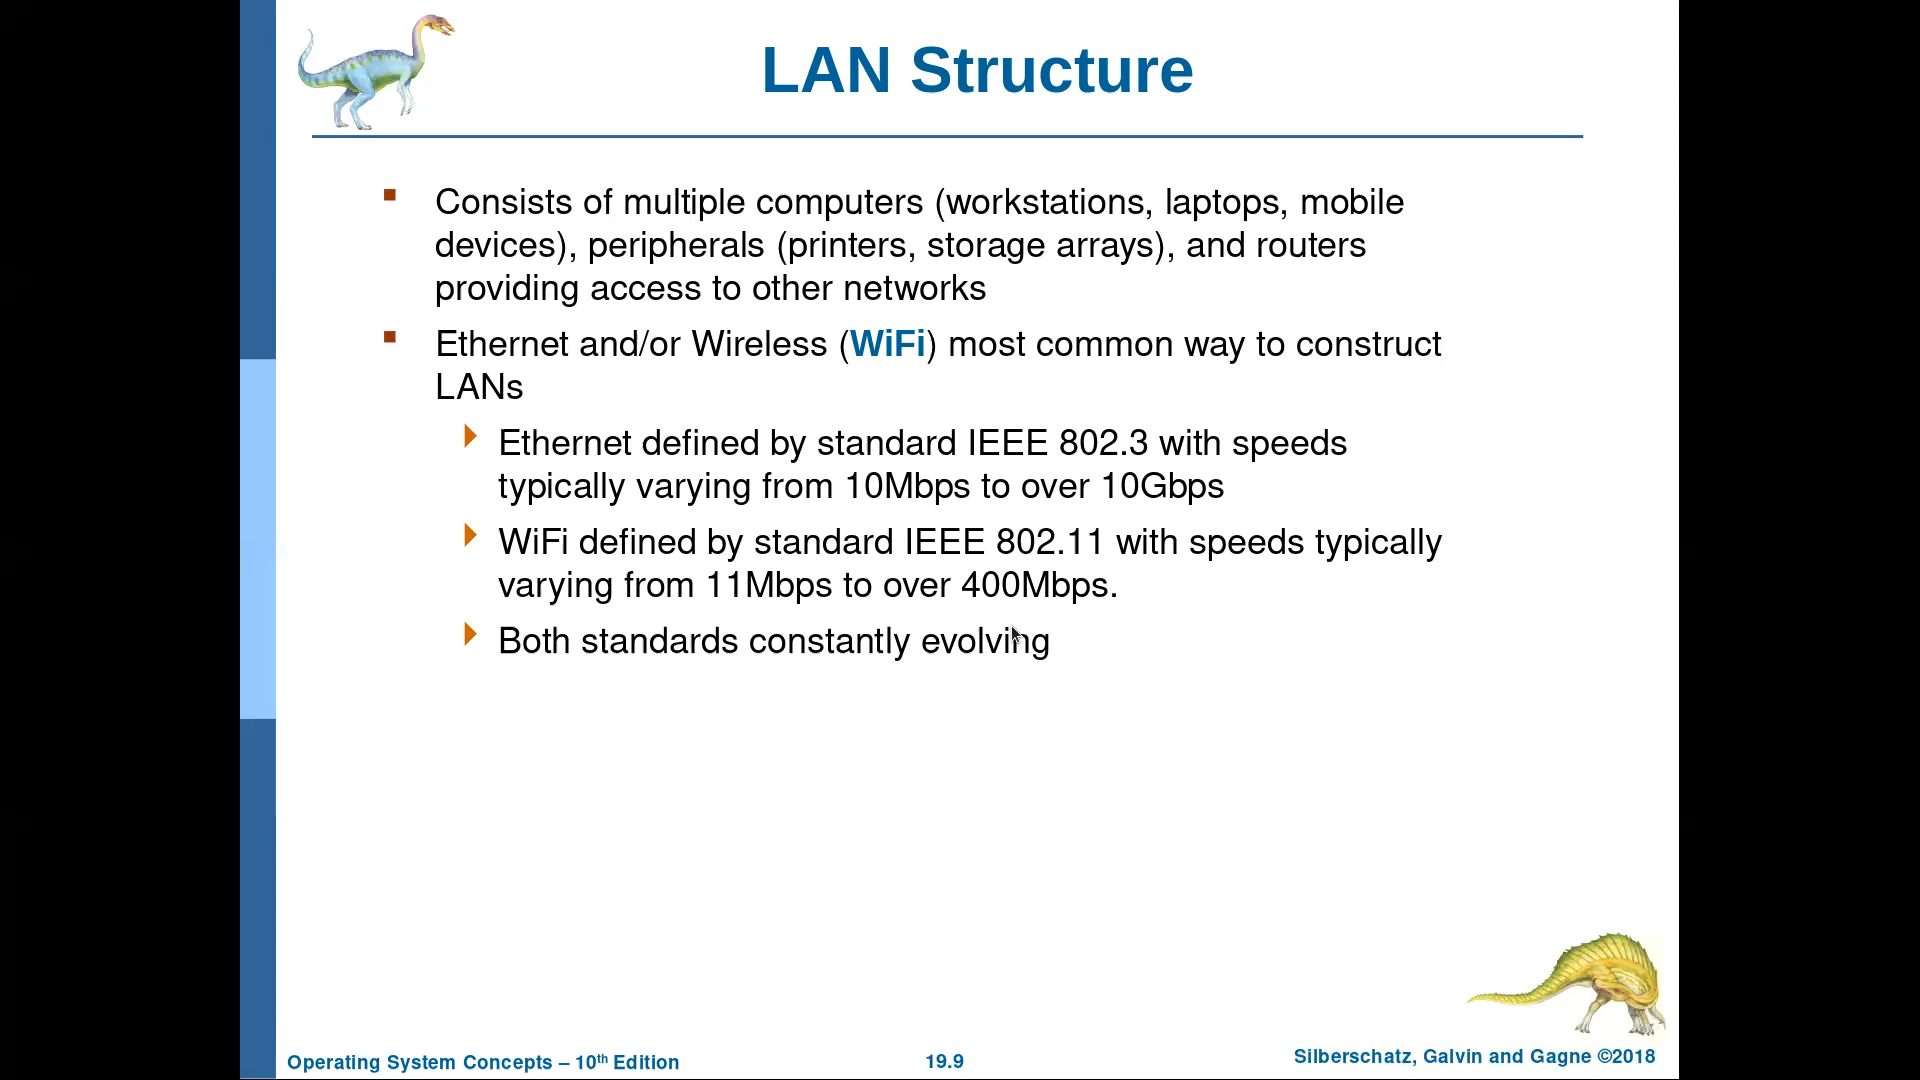 LAN Structure
Consists of multiple computers (workstations, laptops, mobile
devices), peripherals (printers, storage arrays), and routers
providing access to other networks
Ethernet and/or Wireless (WiFi) most common way to construct
LANs
Ethernet defined by standard IEEE 802.3 with speeds
typically varying from 10Mbps to over 10Gbps
WiFi defined by standard IEEE 802.11 with speeds typically
varying from 11Mbps to over 400Mbps.
Both standards constantly evolving
Operating System Concepts – 10th Edition
19.9
Silberschatz, Galvin and Gagne ©2018